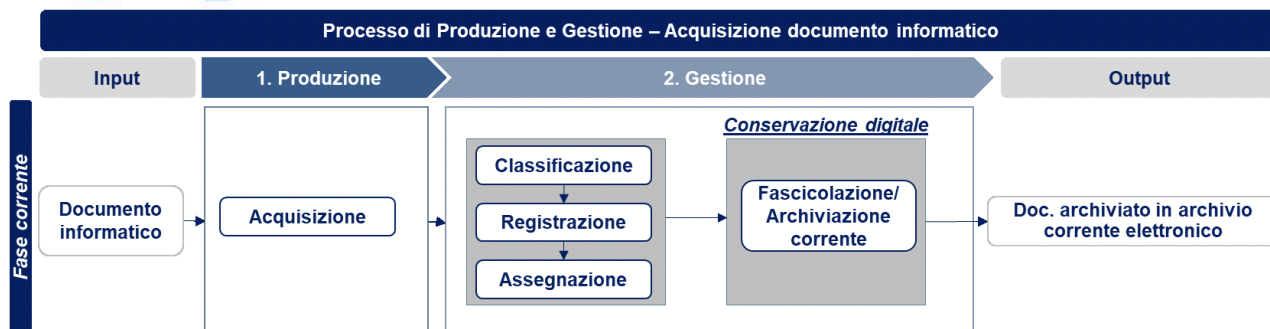 Processo di Produzione e Gestione – Acquisizione documento informatico
Input
1. Produzione
2. Gestione
Output
Fase corrente
Documento
informatico
Acquisizione
Classificazione
Registrazione
Assegnazione
Conservazione digitale
Fascicolazione/
Archiviazione
corrente
Doc. archiviato in archivio
corrente elettronico